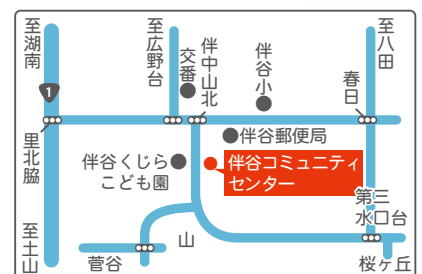 至湖南
至広野台
交番
伴中山北
伴谷小
至八田
春日
1
里北脇
伴谷郵便局
伴谷くじら
こども園
伴谷コミュニティ
センター
第三
水口台
至土山
山
菅谷
桜ヶ丘